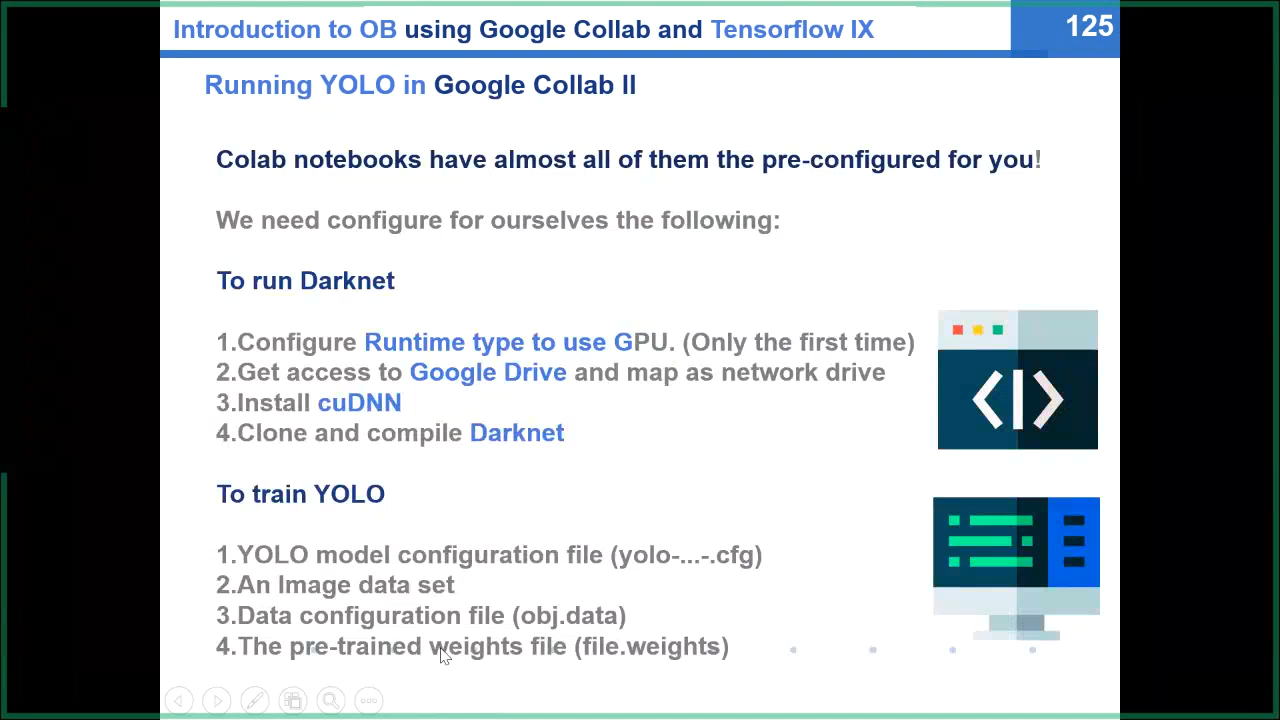 Introduction to OB using Google Collab and Tensorflow IX
125
Running YOLO in Google Collab II
Colab notebooks have almost all of them the pre-configured for you!
We need configure for ourselves the following:
To run Darknet
1.Configure Runtime type to use GPU. (Only the first time)
2.Get access to Google Drive and map as network drive
3.Install cuDNN
4.Clone and compile Darknet
To train YOLO
1.YOLO model configuration file (yolo-...-.cfg)
2.An Image data set
3.Data configuration file (obj.data)
4.The pre-trained weights file (file.weights)